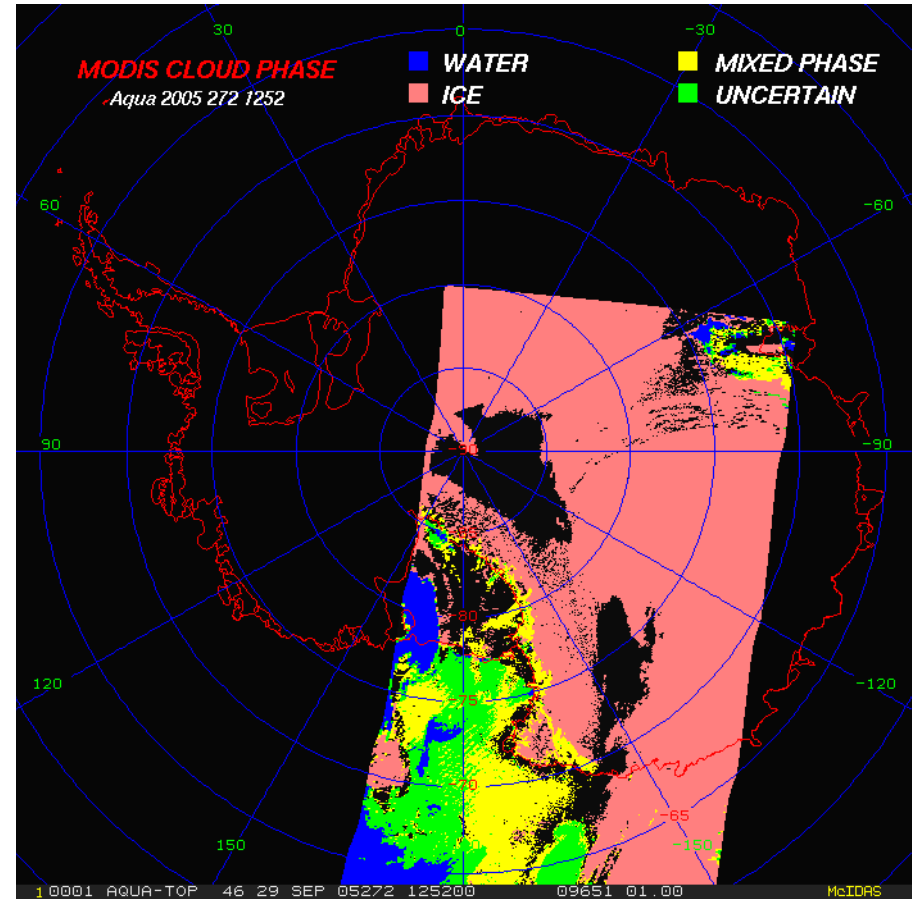 30 0 -30
MODIS CLOUD PHASE
Aqua 2005 272 1252
WATER
ICE
MIXED PHASE
UNCERTAIN
60 -60
90 -90 -90
-80
120 -75 -120
-70
-65
150 -150
1 0001 AQUA-TOP 46 29 SEP 05272 125200 09651 01.00 McIDAS